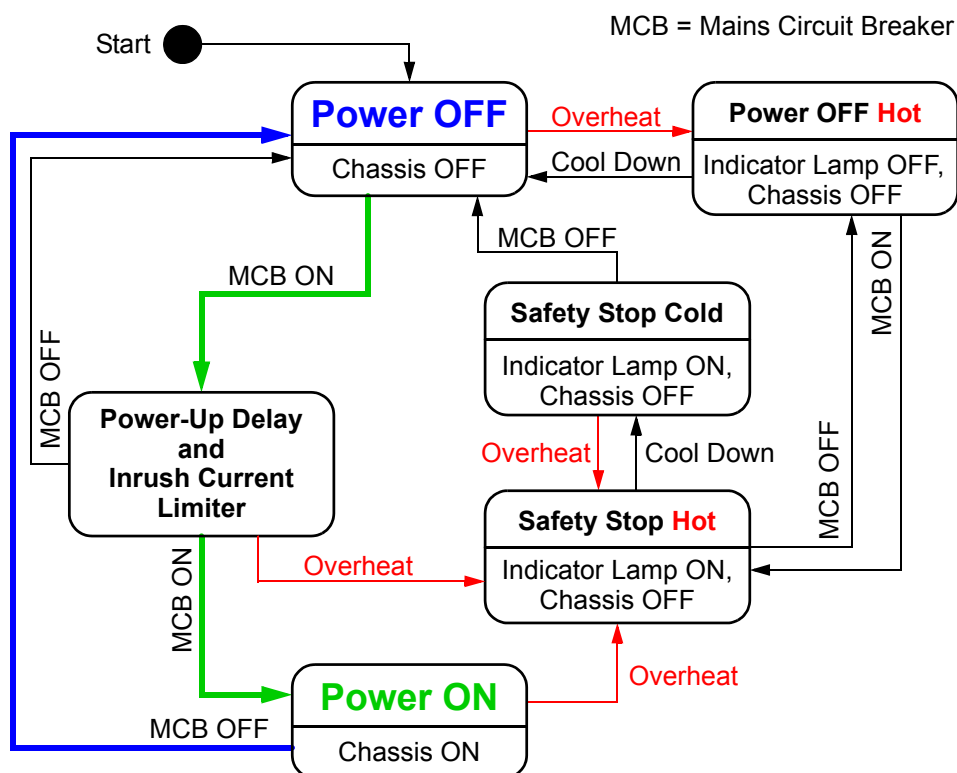 MCB = Mains Circuit Breaker
Start
Power OFF
Chassis OFF
Overheat
Cool Down
Power OFF Hot
Indicator Lamp OFF,
Chassis OFF
MCB OFF
MCB ON
MCB ON
Safety Stop Cold
Indicator Lamp ON,
Chassis OFF
MCB OFF
Power-Up Delay
and
Inrush Current
Limiter
Overheat
Cool Down
MCB OFF
Safety Stop Hot
Indicator Lamp ON,
Chassis OFF
MCB ON
Overheat
Overheat
Power ON
Chassis ON
MCB OFF